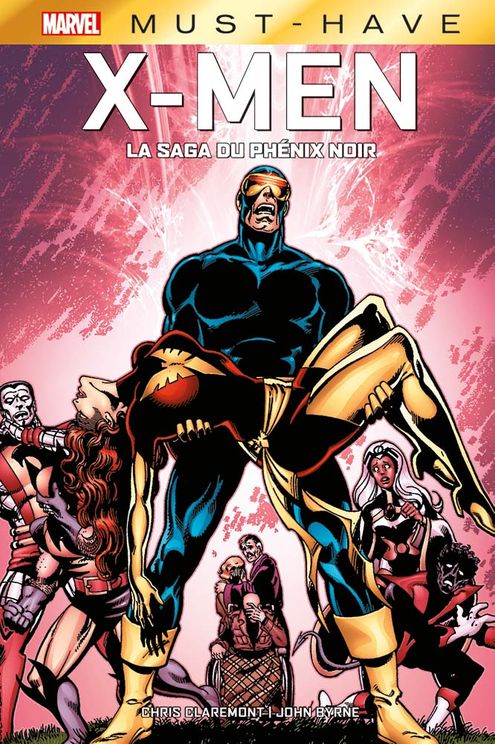 MARVEL MUST-HAVE
X-MEN
LA SAGA DU PHÉNIX NOIR
CHRIS CLAREMONT | JOHN BYRNE